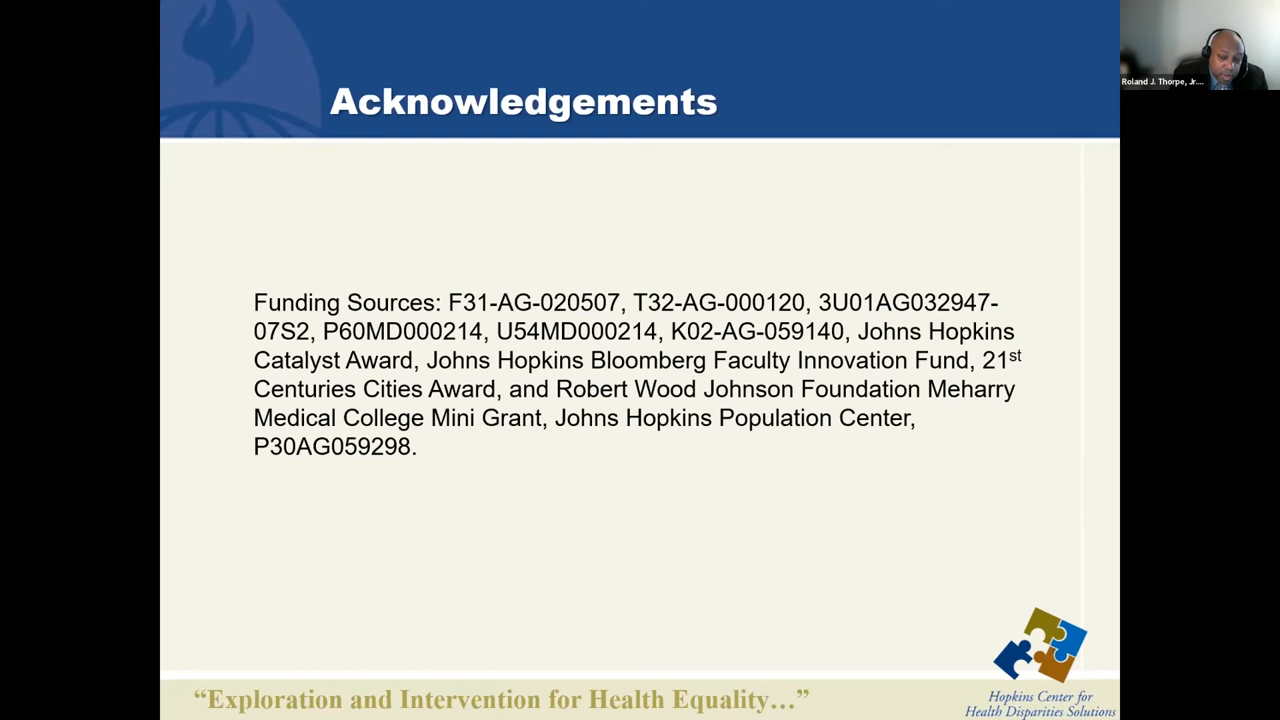 Acknowledgements
Roland J. Thorpe, Jr....
Funding Sources: F31-AG-020507, T32-AG-000120, 3U01AG032947-
07S2, P60MD000214, U54MD000214, K02-AG-059140, Johns Hopkins
Catalyst Award, Johns Hopkins Bloomberg Faculty Innovation Fund, 21st
Centuries Cities Award, and Robert Wood Johnson Foundation Meharry
Medical College Mini Grant, Johns Hopkins Population Center,
P30AG059298.
“Exploration and Intervention for Health Equality…”
Hopkins Center for
Health Disparities Solutions